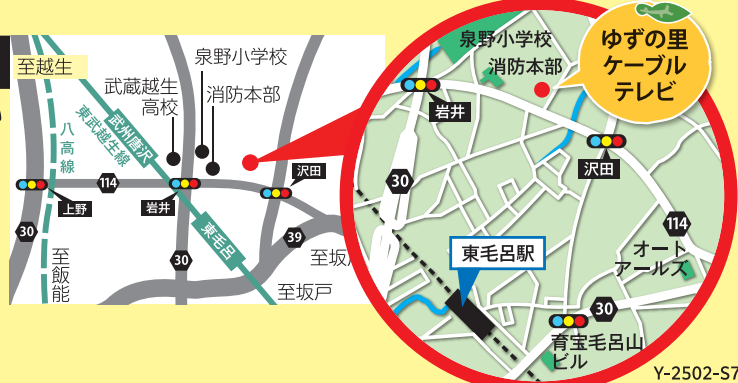 至越生
泉野小学校
武蔵越生
高校
消防本部
武州唐沢
東武越生線
八高線
114
沢田
上野
岩井
30
30
東毛呂
39
至飯能
至坂戸
至坂戸
ゆずの里
ケーブル
テレビ
泉野小学校
消防本部
岩井
沢田
30
114
東毛呂駅
オート
アールズ
30
育宝毛呂山
ビル
Y-2502-S7